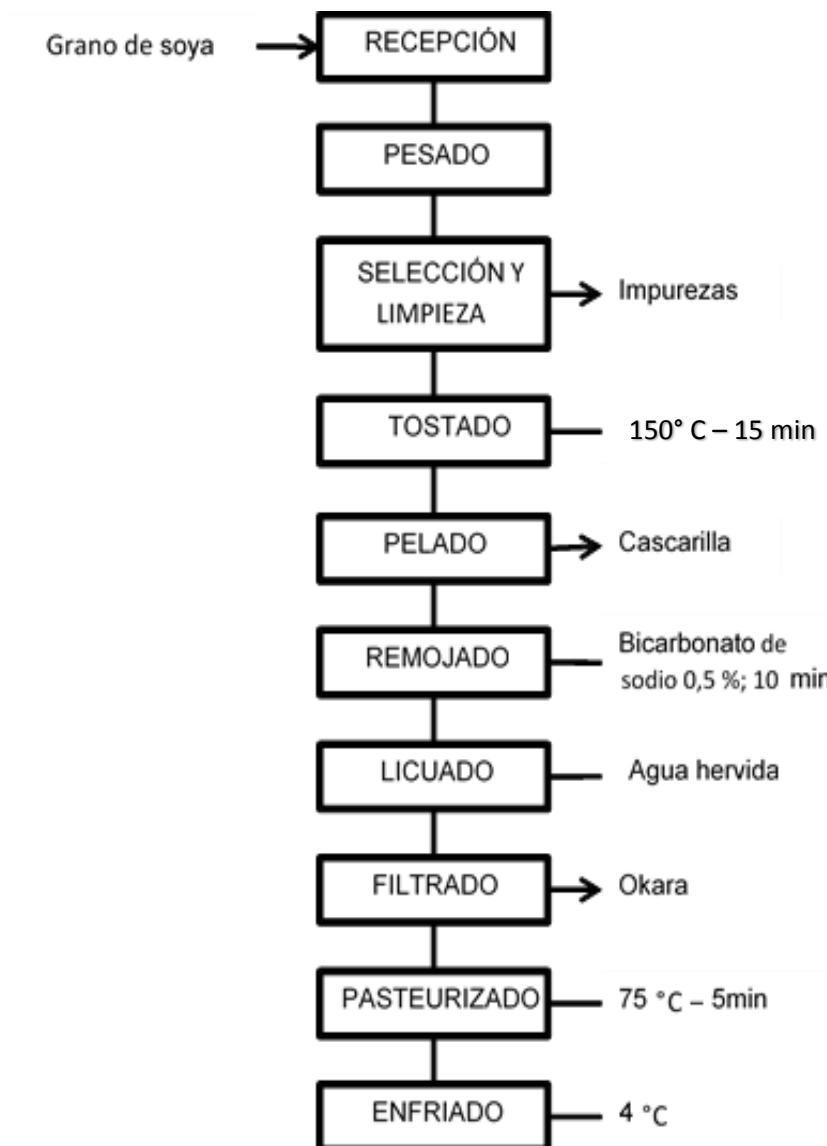 Grano de soya
RECEPCIÓN
PESADO
SELECCIÓN Y
LIMPIEZA
Impurezas
TOSTADO
150° C – 15 min
PELADO
Cascarilla
REMOJADO
Bicarbonato de
sodio 0,5 %; 10 min
LICUADO
Agua hervida
FILTRADO
Okara
PASTEURIZADO
75 °C – 5min
ENFRIADO
4 °C